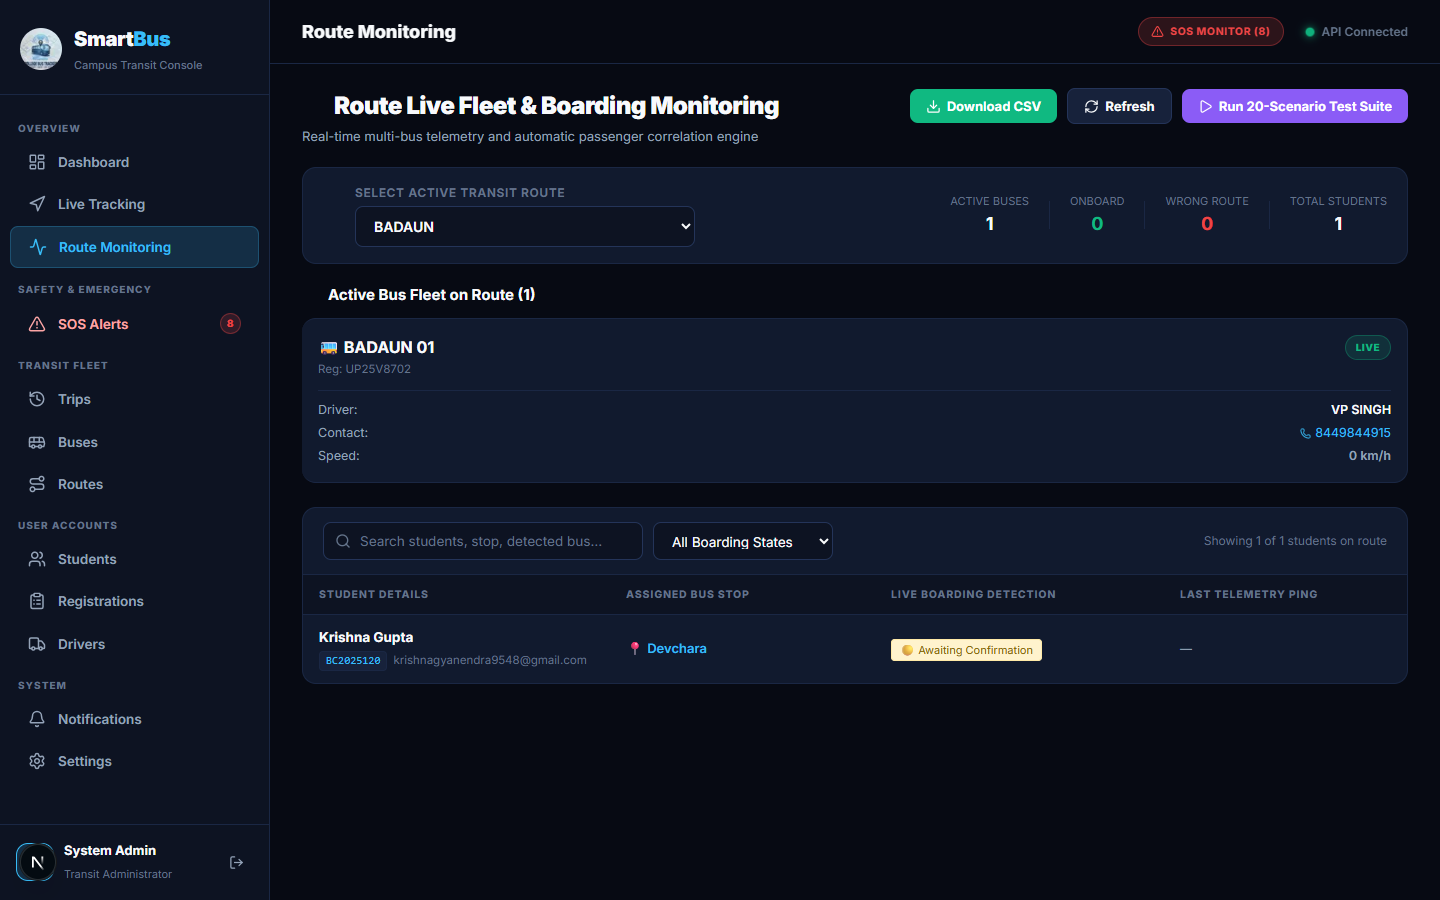 SmartBus
Campus Transit Console
OVERVIEW
Dashboard
Live Tracking
Route Monitoring
SAFETY & EMERGENCY
SOS Alerts 8
TRANSIT FLEET
Trips
Buses
Routes
USER ACCOUNTS
Students
Registrations
Drivers
SYSTEM
Notifications
Settings
N
System Admin
Transit Administrator
Route Monitoring
SOS MONITOR (8)
API Connected
Route Live Fleet & Boarding Monitoring
Real-time multi-bus telemetry and automatic passenger correlation engine
Download CSV
Refresh
Run 20-Scenario Test Suite
SELECT ACTIVE TRANSIT ROUTE
BADAUN
ACTIVE BUSES
1
ONBOARD
0
WRONG ROUTE
0
TOTAL STUDENTS
1
Active Bus Fleet on Route (1)
BADAUN 01
LIVE
Reg: UP25V8702
Driver: VP SINGH
Contact: 8449844915
Speed: 0 km/h
Search students, stop, detected bus...
All Boarding States
Showing 1 of 1 students on route
STUDENT DETAILS ASSIGNED BUS STOP LIVE BOARDING DETECTION LAST TELEMETRY PING
Krishna Gupta
BC2025120 krishnagyanendra9548@gmail.com
Devchara
Awaiting Confirmation
—